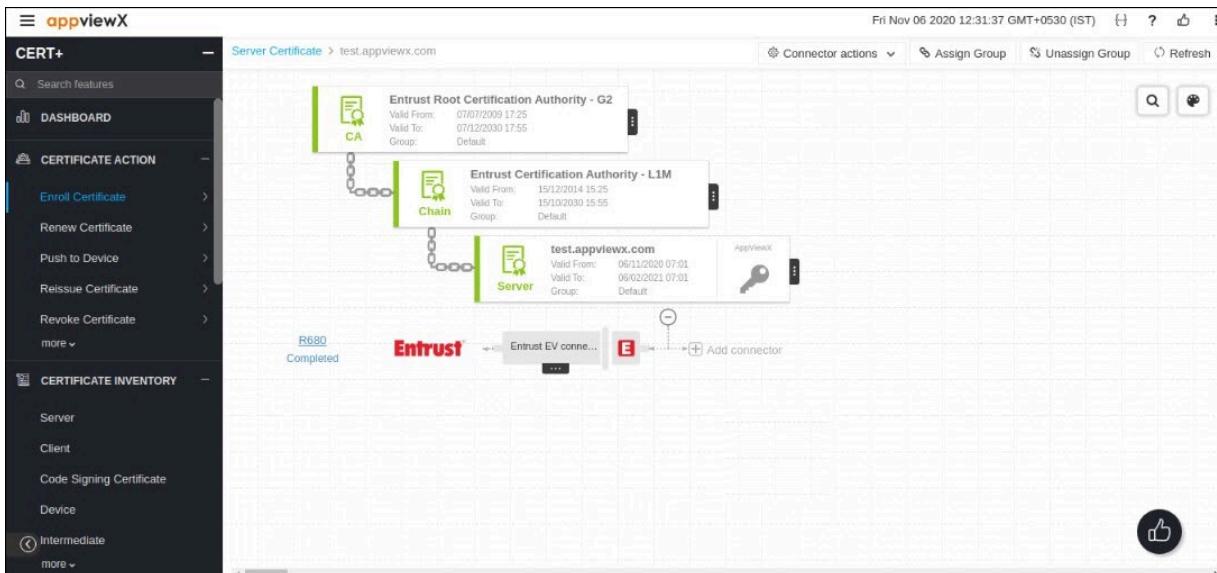 appviewX
Fri Nov 06 2020 12:31:37 GMT+0530 (IST)
?
CERT+
Server Certificate > test.appviewx.com
Connector actions
Assign Group
Unassign Group
Refresh
Search features
DASHBOARD
CERTIFICATE ACTION
Enroll Certificate
Renew Certificate
Push to Device
Reissue Certificate
Revoke Certificate
more
CERTIFICATE INVENTORY
Server
Client
Code Signing Certificate
Device
Intermediate
more
CA
Entrust Root Certification Authority - G2
Valid From: 07/07/2009 17:25
Valid To: 07/12/2030 17:55
Group: Default
Chain
Entrust Certification Authority - L1M
Valid From: 15/12/2014 15:25
Valid To: 15/10/2030 15:55
Group: Default
Server
test.appviewx.com
Valid From: 06/11/2020 07:01
Valid To: 06/02/2021 07:01
Group: Default
AppViewX
R680
Completed
Entrust
Entrust EV conne...
E
Add connector